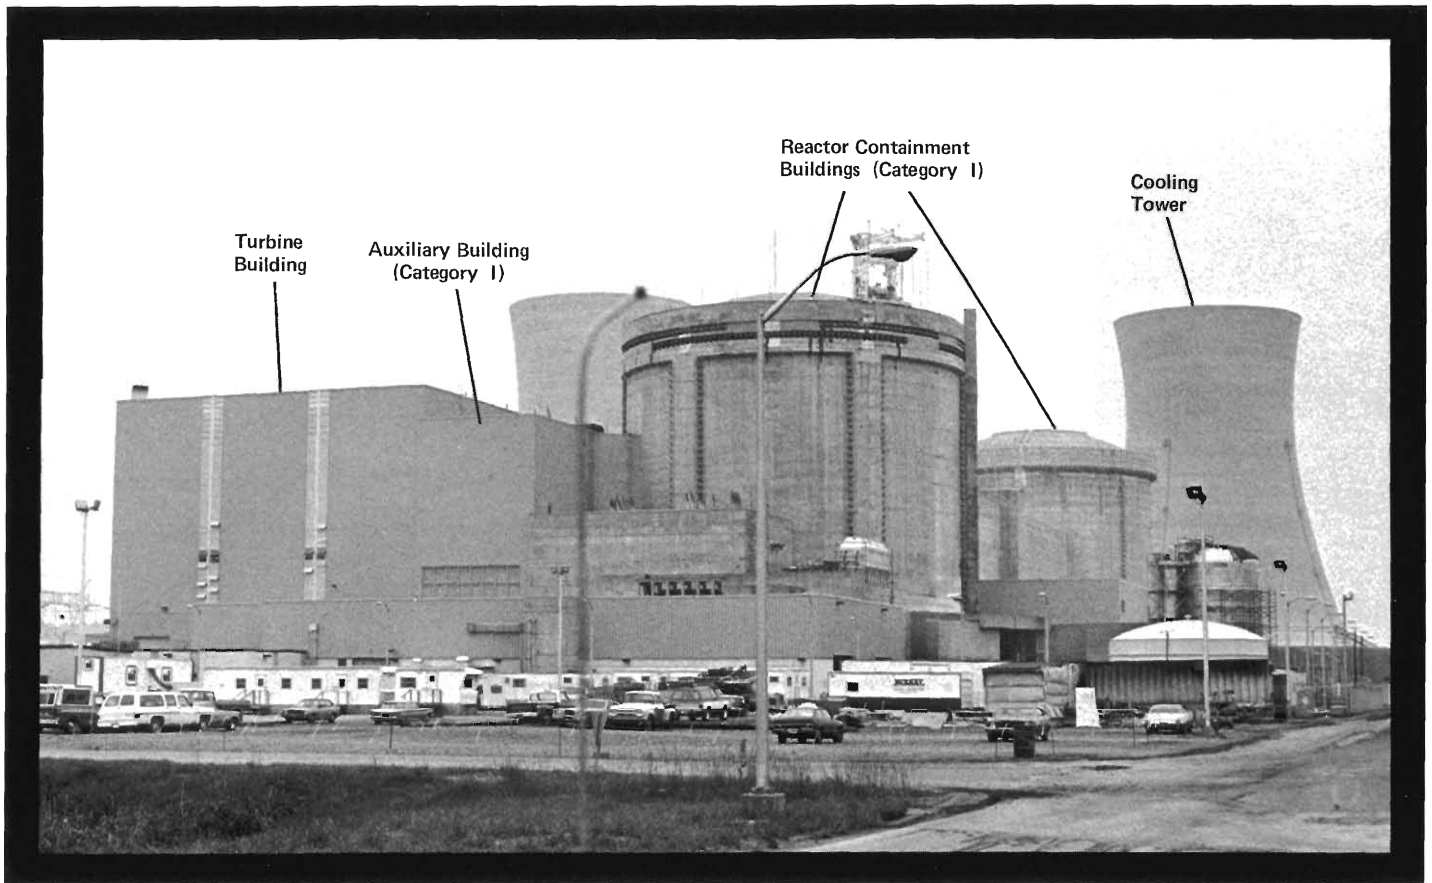 Reactor Containment
Buildings (Category I)
Cooling
Tower
Turbine
Building
Auxiliary Building
(Category I)